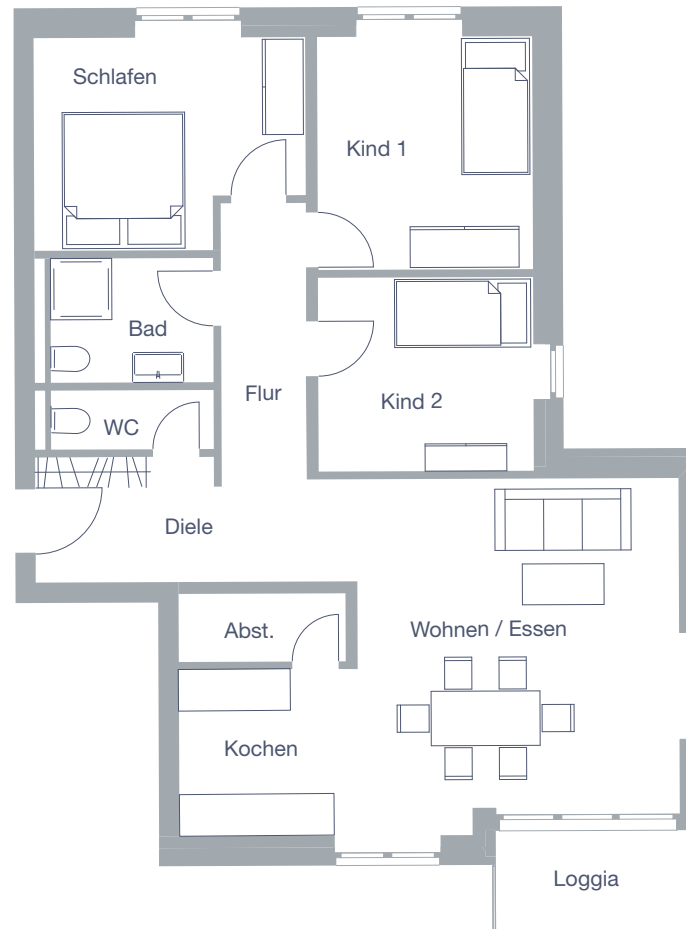 Schlafen
Kind 1
Bad
Flur
Kind 2
WC
Diele
Abst.
Wohnen / Essen
Kochen
Loggia